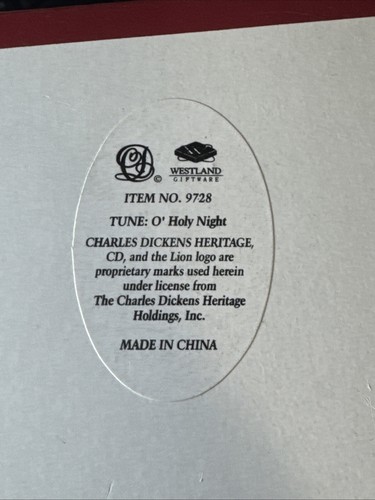 CD ©
WESTLAND
GIFTWARE
ITEM NO. 9728
TUNE: O' Holy Night
CHARLES DICKENS HERITAGE,
CD, and the Lion logo are
proprietary marks used herein
under license from
The Charles Dickens Heritage
Holdings, Inc.
MADE IN CHINA